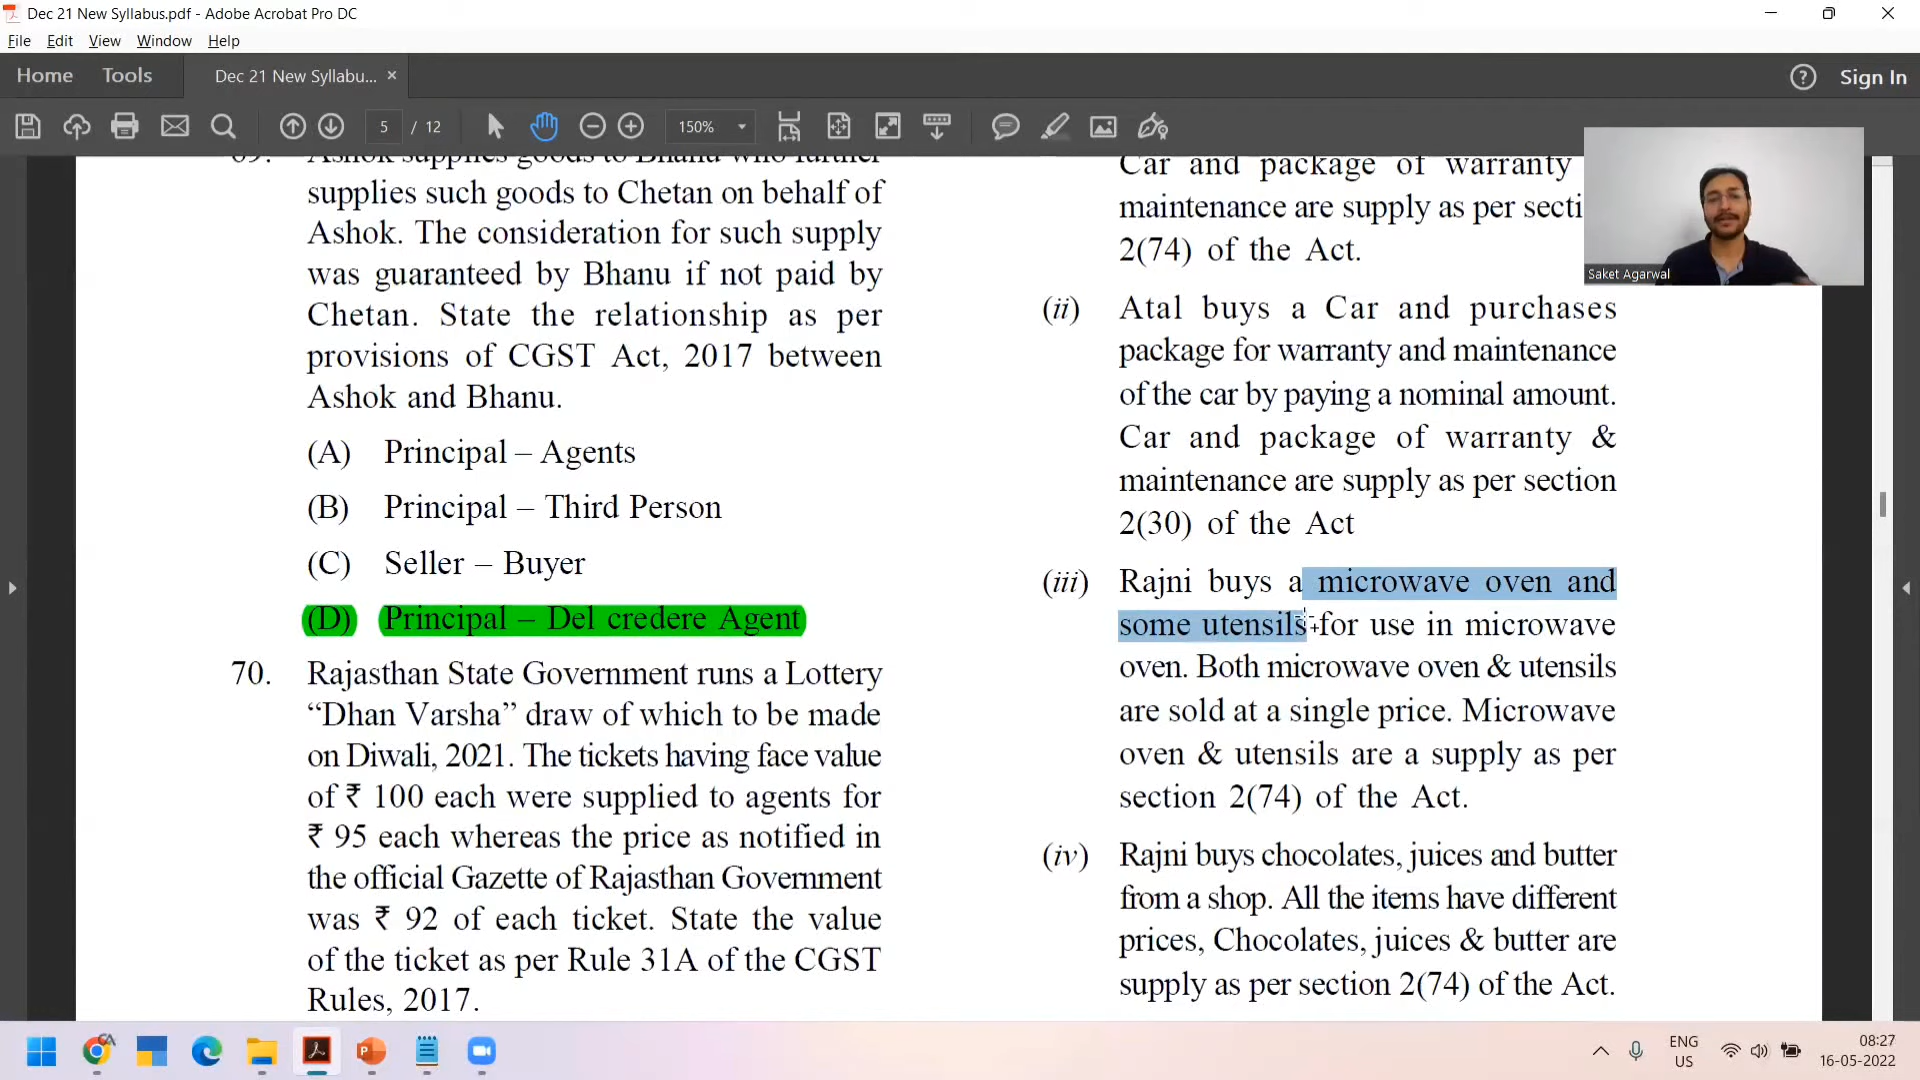 Dec 21 New Syllabus.pdf - Adobe Acrobat Pro DC
File Edit View Window Help
Home Tools Dec 21 New Syllabu... × Sign In
5 / 12 150%
69. Ashok supplies goods to Bhanu who further
supplies such goods to Chetan on behalf of
Ashok. The consideration for such supply
was guaranteed by Bhanu if not paid by
Chetan. State the relationship as per
provisions of CGST Act, 2017 between
Ashok and Bhanu.
(A) Principal – Agents
(B) Principal – Third Person
(C) Seller – Buyer
(D) Principal – Del credere Agent
70. Rajasthan State Government runs a Lottery
“Dhan Varsha” draw of which to be made
on Diwali, 2021. The tickets having face value
of ₹ 100 each were supplied to agents for
₹ 95 each whereas the price as notified in
the official Gazette of Rajasthan Government
was ₹ 92 of each ticket. State the value
of the ticket as per Rule 31A of the CGST
Rules, 2017.
Car and package of warranty
maintenance are supply as per secti
2(74) of the Act.
(ii) Atal buys a Car and purchases
package for warranty and maintenance
of the car by paying a nominal amount.
Car and package of warranty &
maintenance are supply as per section
2(30) of the Act
(iii) Rajni buys a microwave oven and
some utensils for use in microwave
oven. Both microwave oven & utensils
are sold at a single price. Microwave
oven & utensils are a supply as per
section 2(74) of the Act.
(iv) Rajni buys chocolates, juices and butter
from a shop. All the items have different
prices, Chocolates, juices & butter are
supply as per section 2(74) of the Act.
Saket Agarwal
ENG
US
08:27
16-05-2022